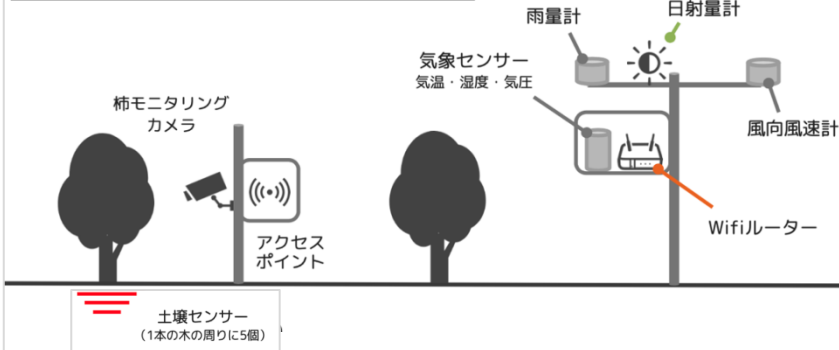 雨量計
日射量計
気象センサー
気温・湿度・気圧
柿モニタリング
カメラ
風向風速計
Wifiルーター
アクセス
ポイント
土壌センサー
（1本の木の周りに5個）